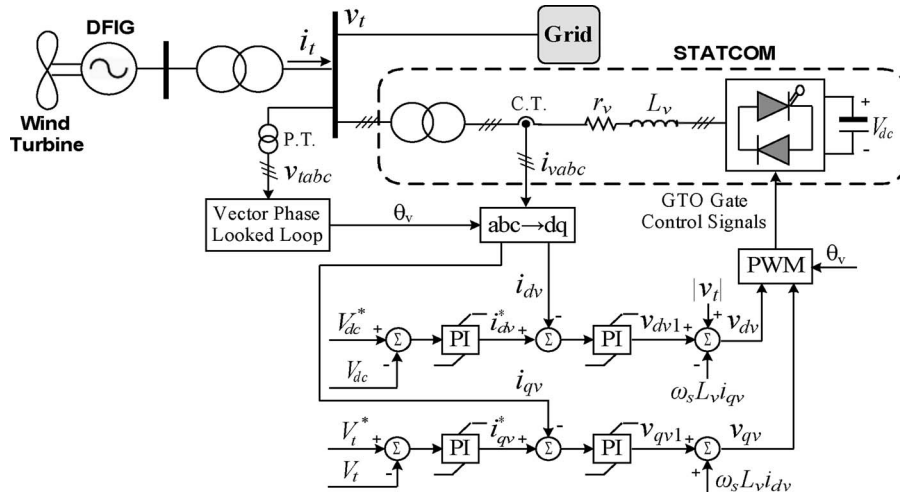 DFIG
i_t
v_t
Grid
STATCOM
Wind
Turbine
P.T.
C.T.
r_v
L_v
+
V_dc
-
v_tabc
i_vabc
Vector Phase
Looked Loop
θ_v
abc→dq
GTO Gate
Control Signals
PWM
θ_v
i_dv
|v_t|
V_dc*
+
Σ
-
V_dc
PI
i*_dv
+
-
Σ
PI
v_dv1
+
+
Σ
-
v_dv
ω_s L_v i_qv
i_qv
V_t*
+
Σ
-
V_t
PI
i*_qv
+
-
Σ
PI
v_qv1
+
Σ
+
v_qv
ω_s L_v i_dv